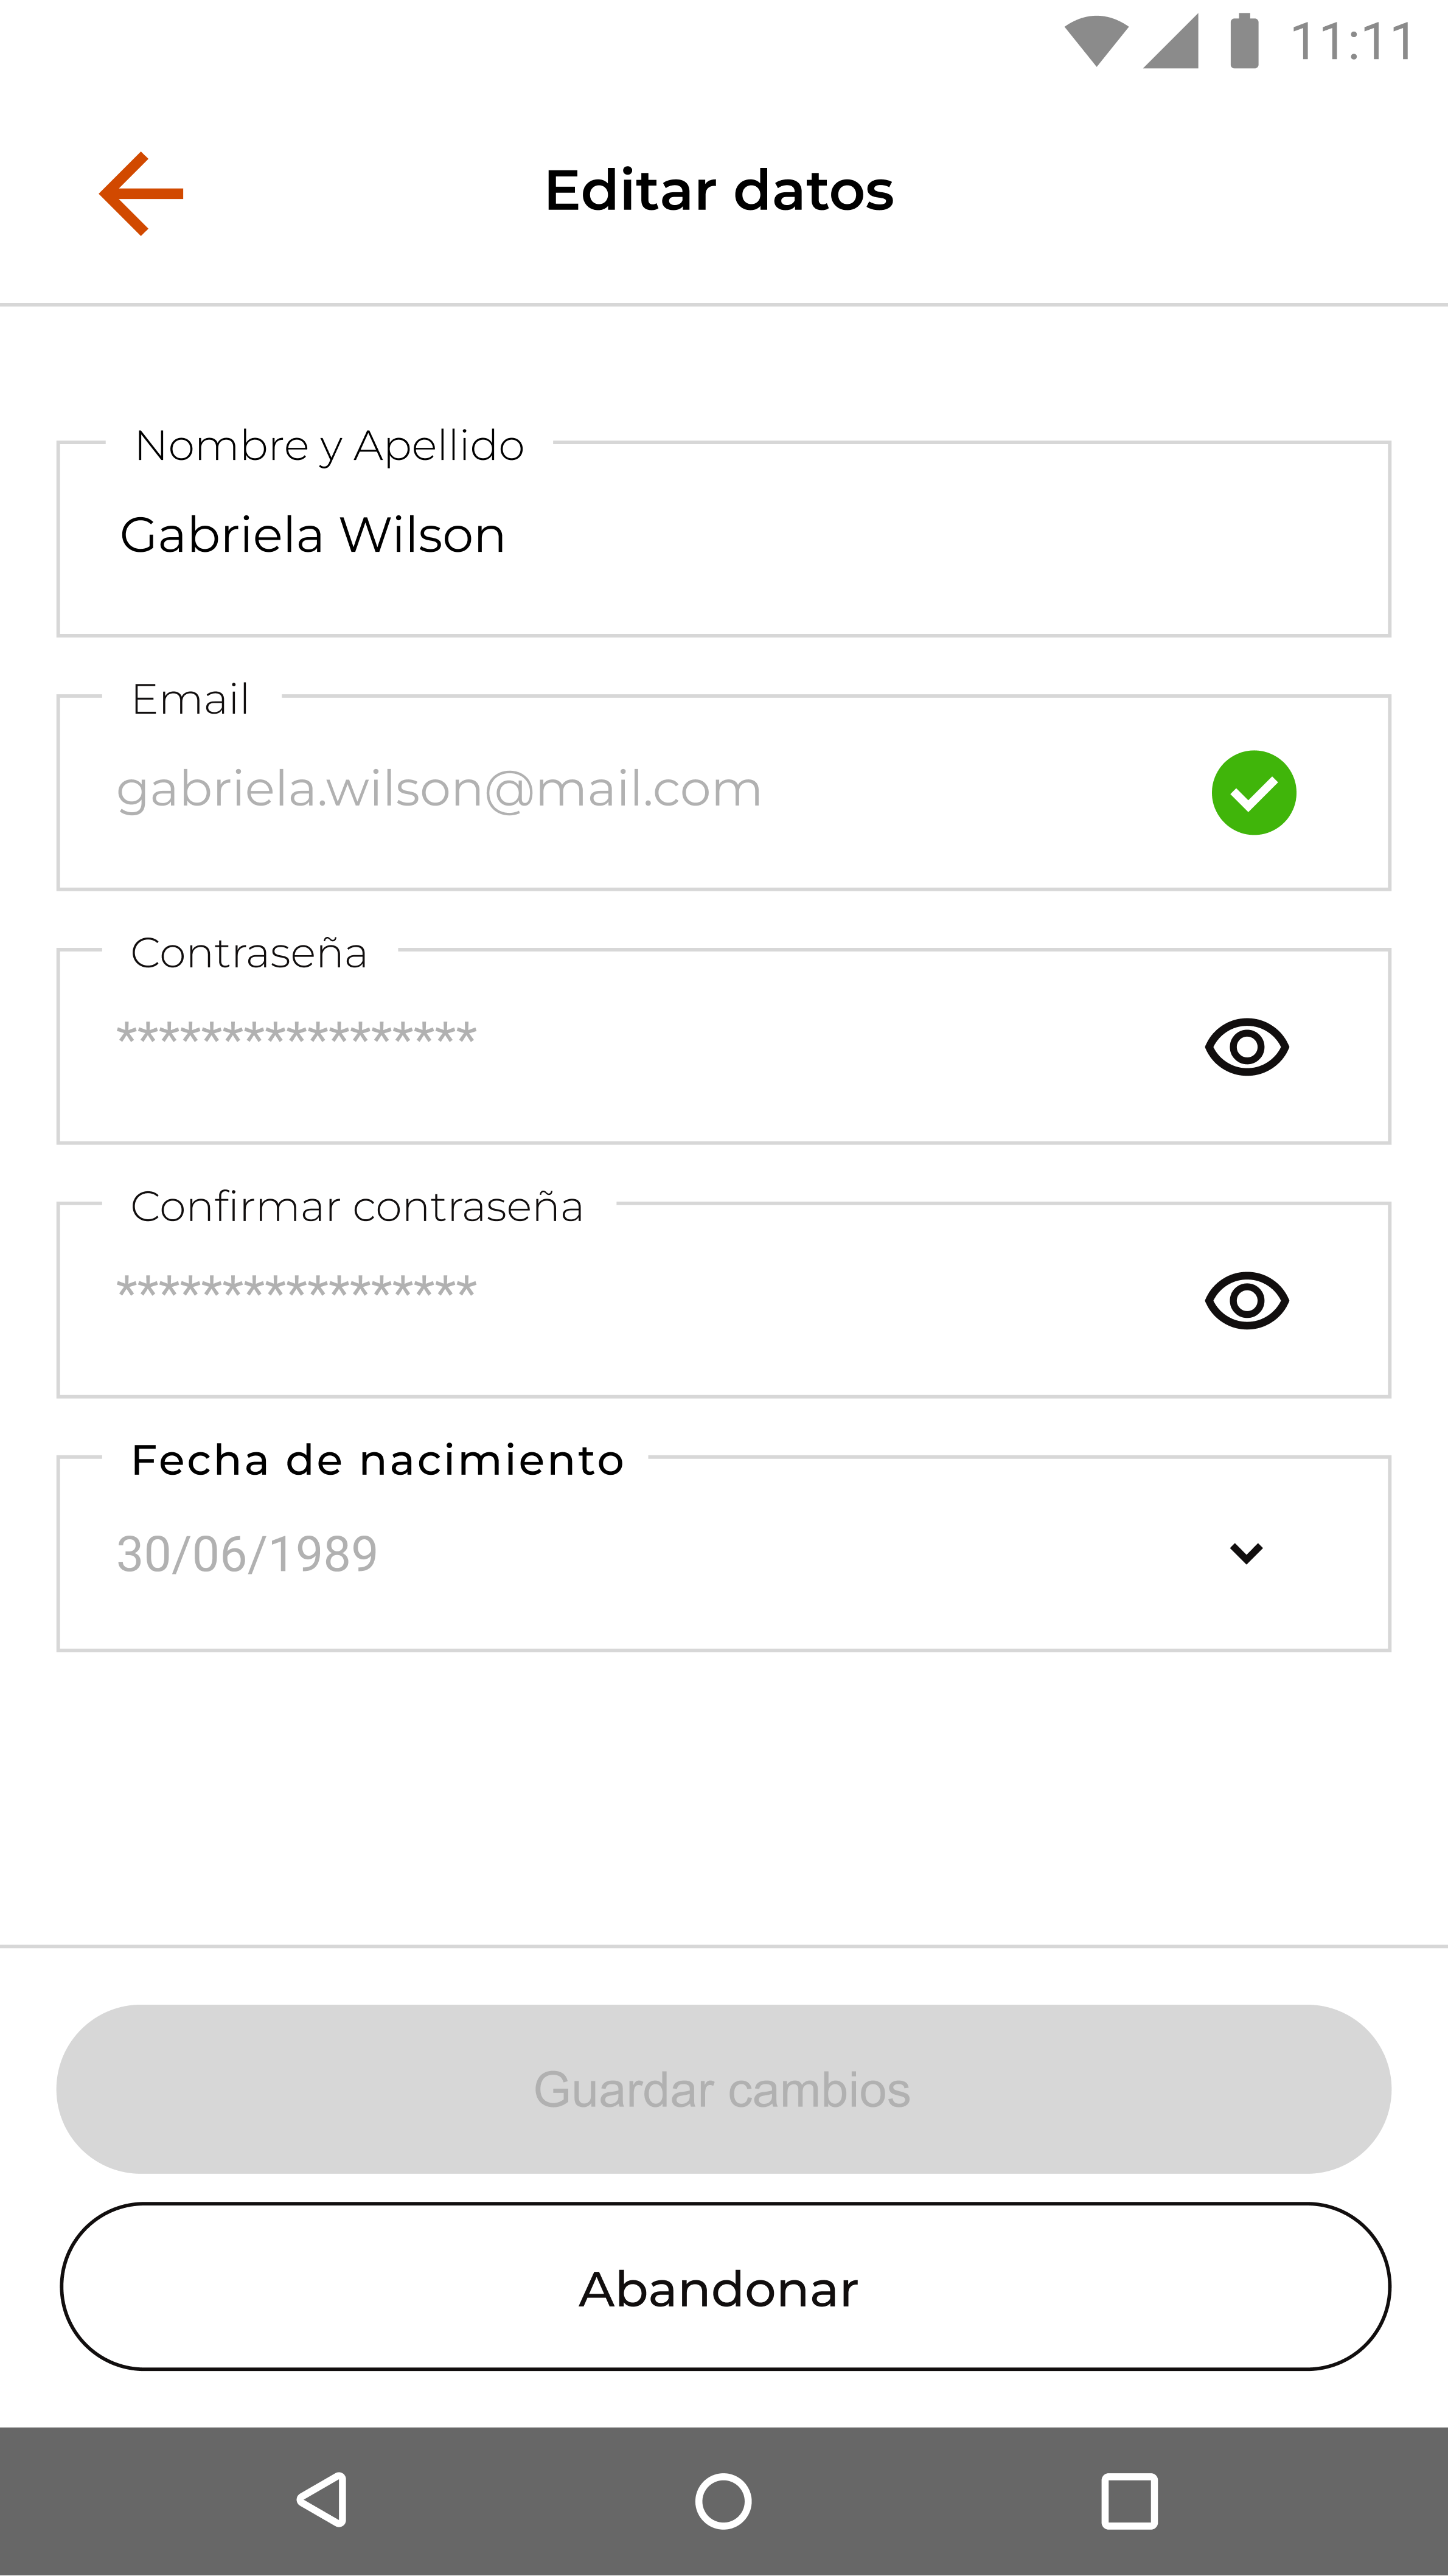 11:11
Editar datos
Nombre y Apellido
Gabriela Wilson
Email
gabriela.wilson@mail.com
Contraseña
*****************
Confirmar contraseña
*****************
Fecha de nacimiento
30/06/1989
Guardar cambios
Abandonar